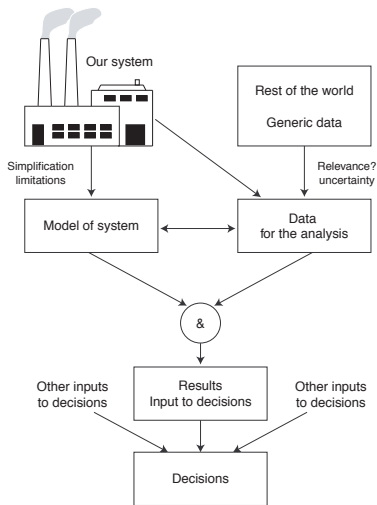 Our system
Rest of the world
Generic data
Simplification
limitations
Relevance?
uncertainty
Model of system
Data
for the analysis
&
Results
Input to decisions
Other inputs
to decisions
Other inputs
to decisions
Decisions